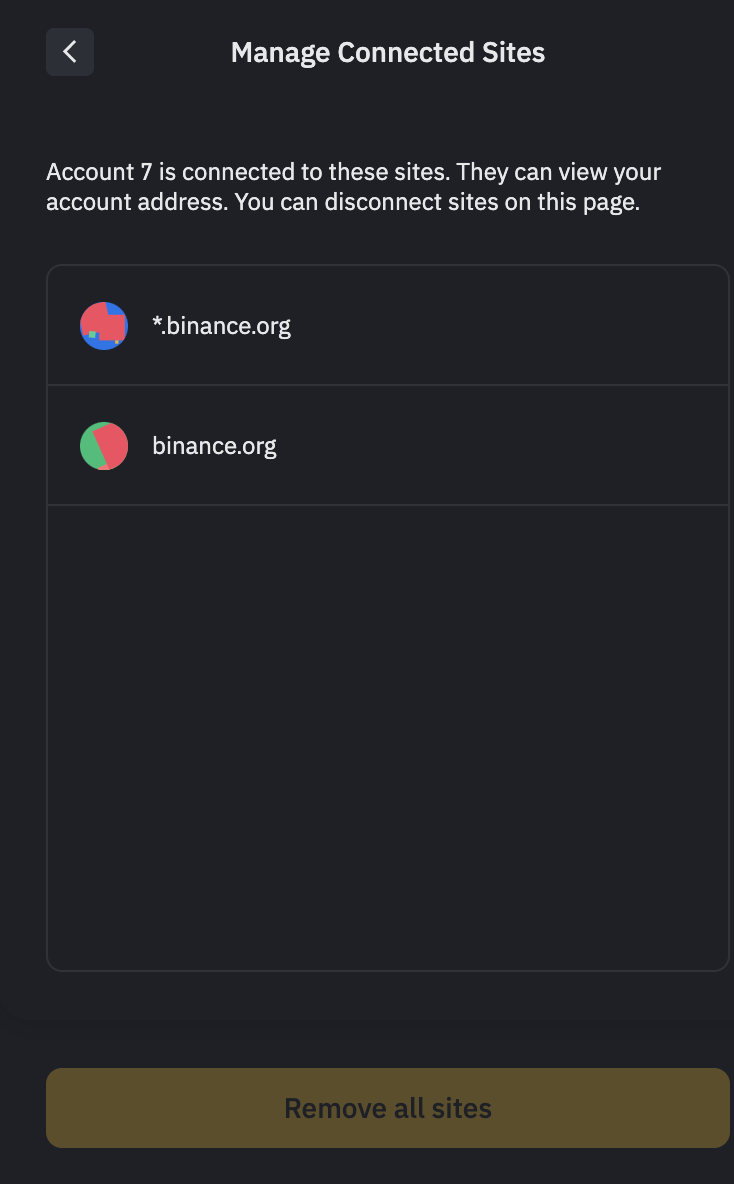 Manage Connected Sites
Account 7 is connected to these sites. They can view your
account address. You can disconnect sites on this page.
*.binance.org
binance.org
Remove all sites